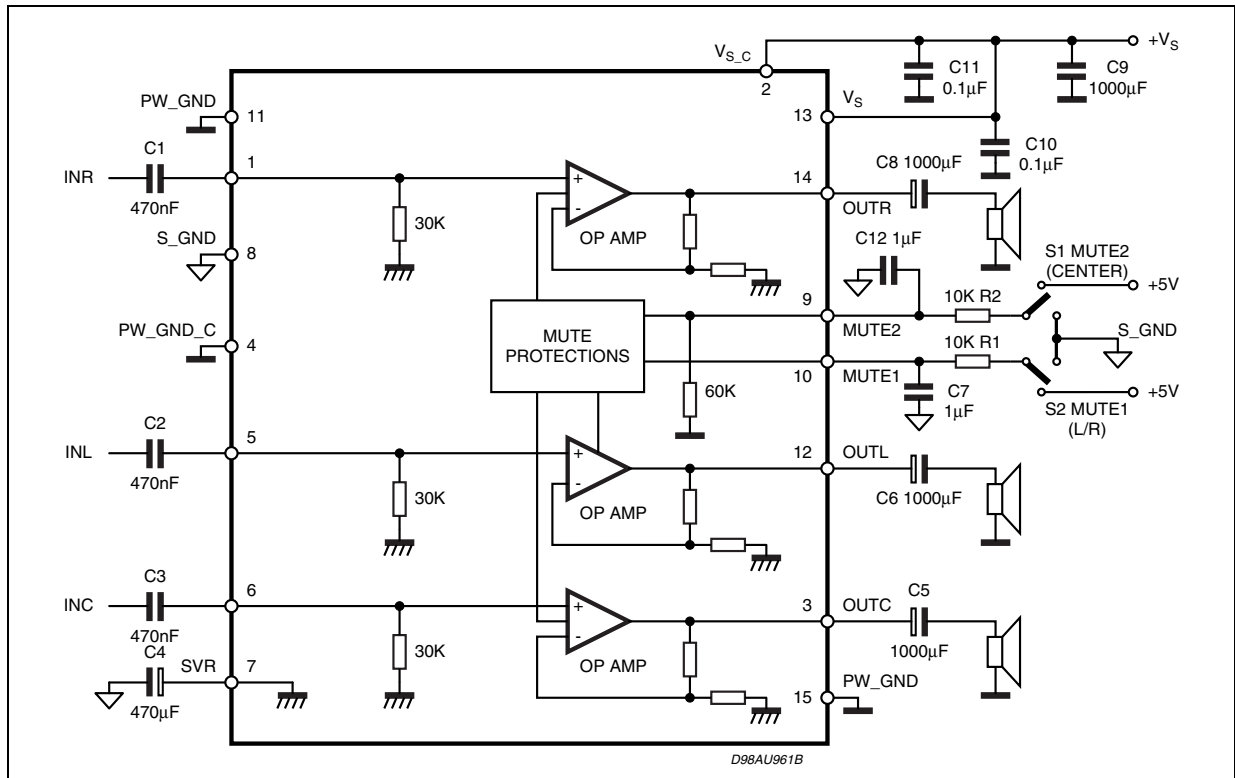 V_S_C
2
C11
0.1µF
C9
1000µF
+V_S
PW_GND
11
V_S
13
C1
INR
470nF
1
30K
+
-
OP AMP
14
OUTR
C8 1000µF
C10
0.1µF
S_GND
8
C12 1µF
S1 MUTE2
(CENTER)
+5V
9
MUTE2
10K R2
S_GND
PW_GND_C
4
MUTE
PROTECTIONS
10
MUTE1
10K R1
60K
C7
1µF
+5V
S2 MUTE1
(L/R)
C2
INL
470nF
5
30K
+
-
OP AMP
12
OUTL
C6 1000µF
C3
INC
470nF
6
30K
+
-
OP AMP
3
OUTC
C5
1000µF
C4
470µF
SVR
7
PW_GND
15
D98AU961B